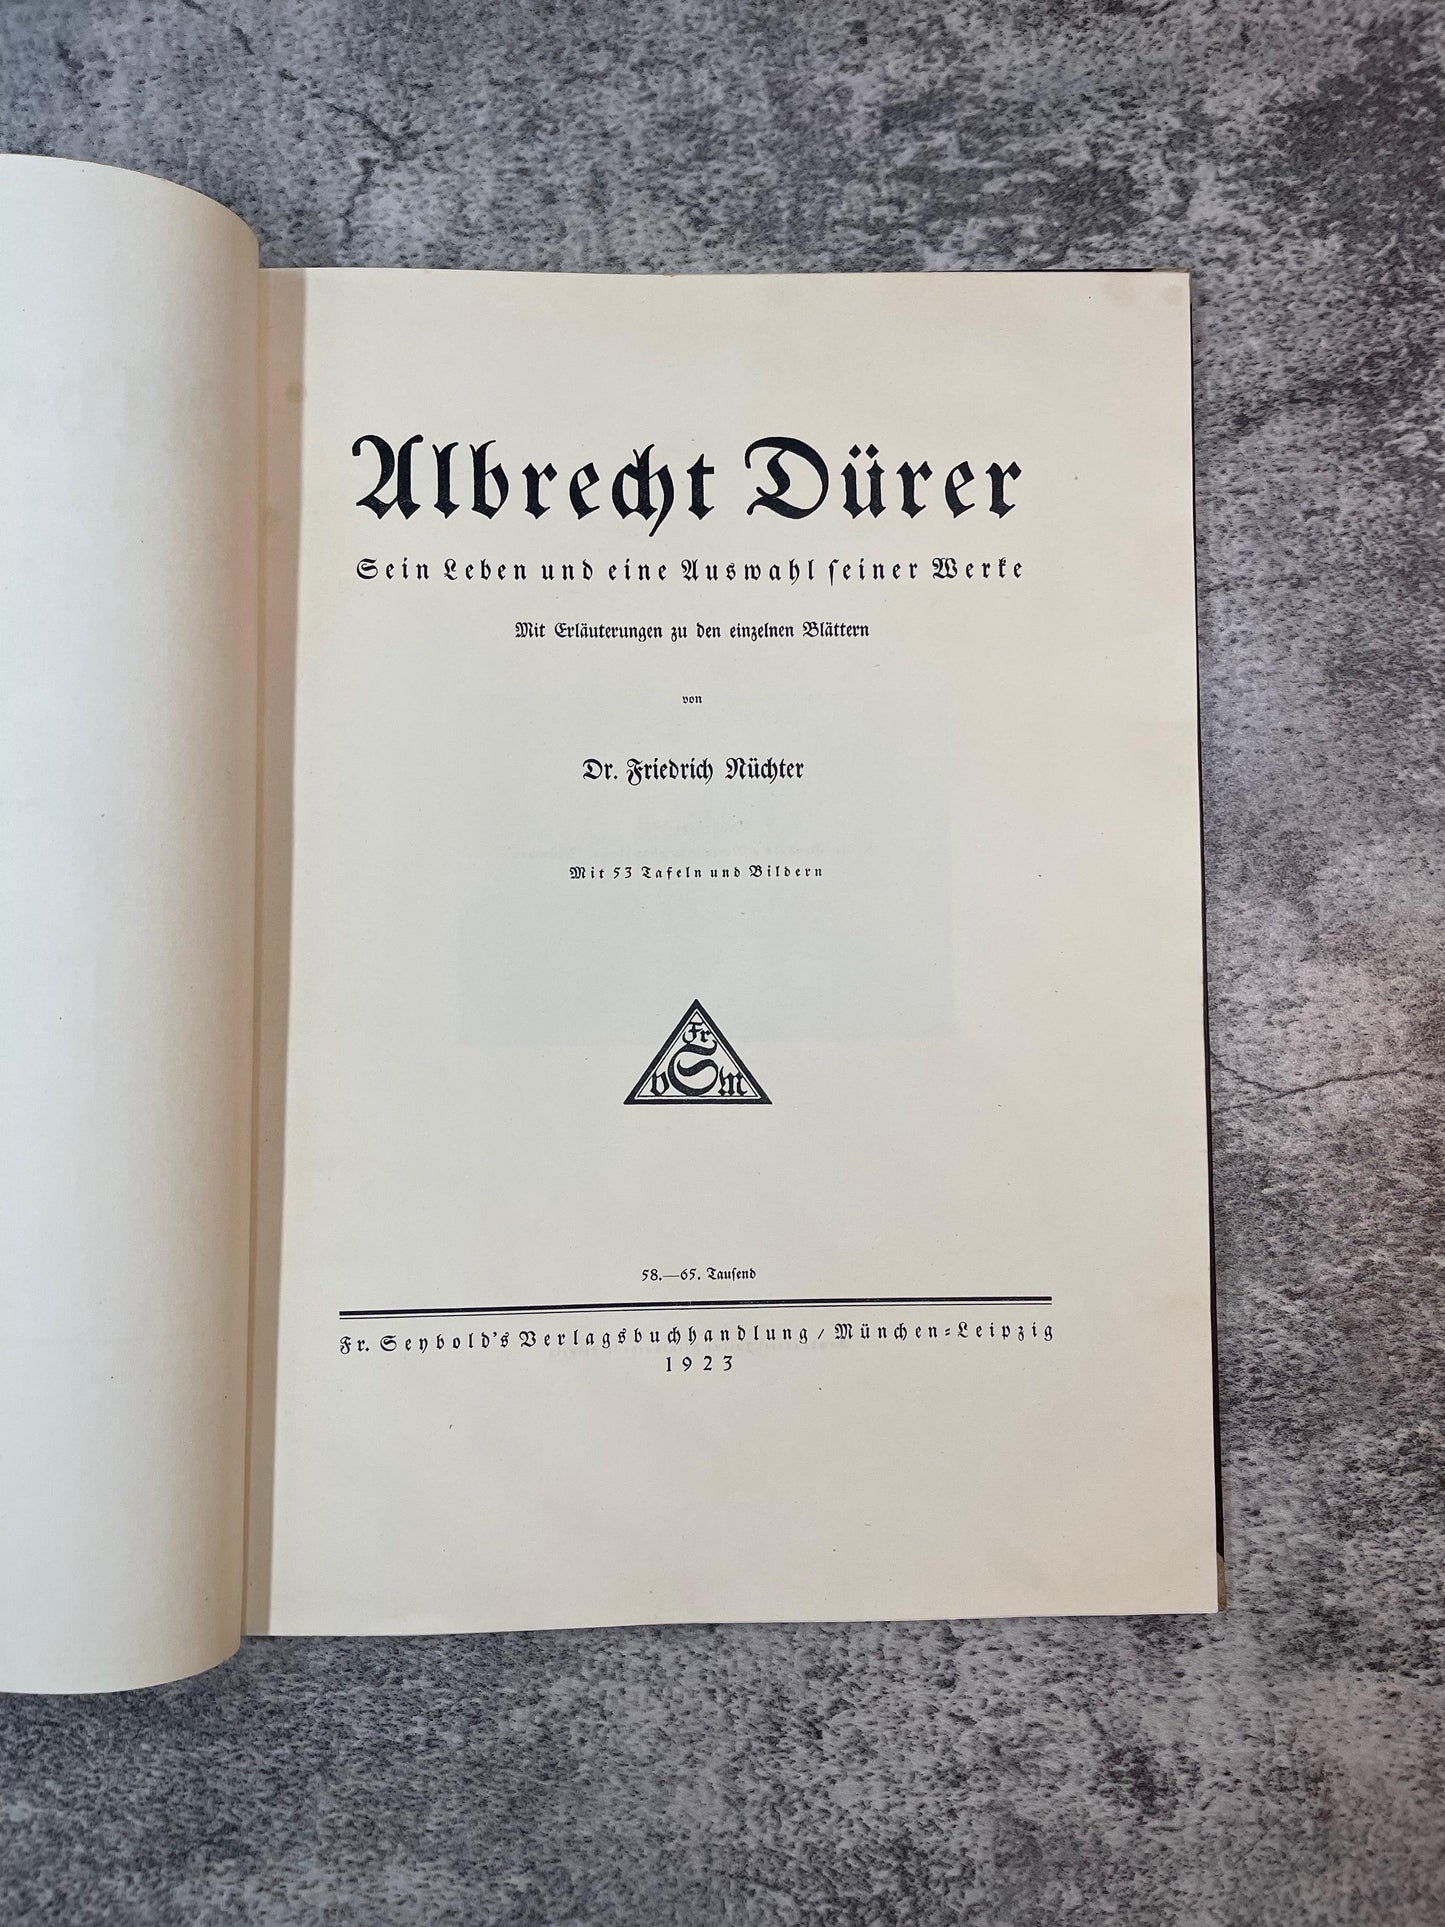 Albrecht Dürer
Sein Leben und eine Auswahl ſeiner Werke
Mit Erläuterungen zu den einzelnen Blättern
von
Dr. Friedrich Nüchter
Mit 53 Tafeln und Bildern
Fr.
S
V M
58.—65. Tauſend
Fr. Seybold's Verlagsbuchhandlung / München-Leipzig
1923